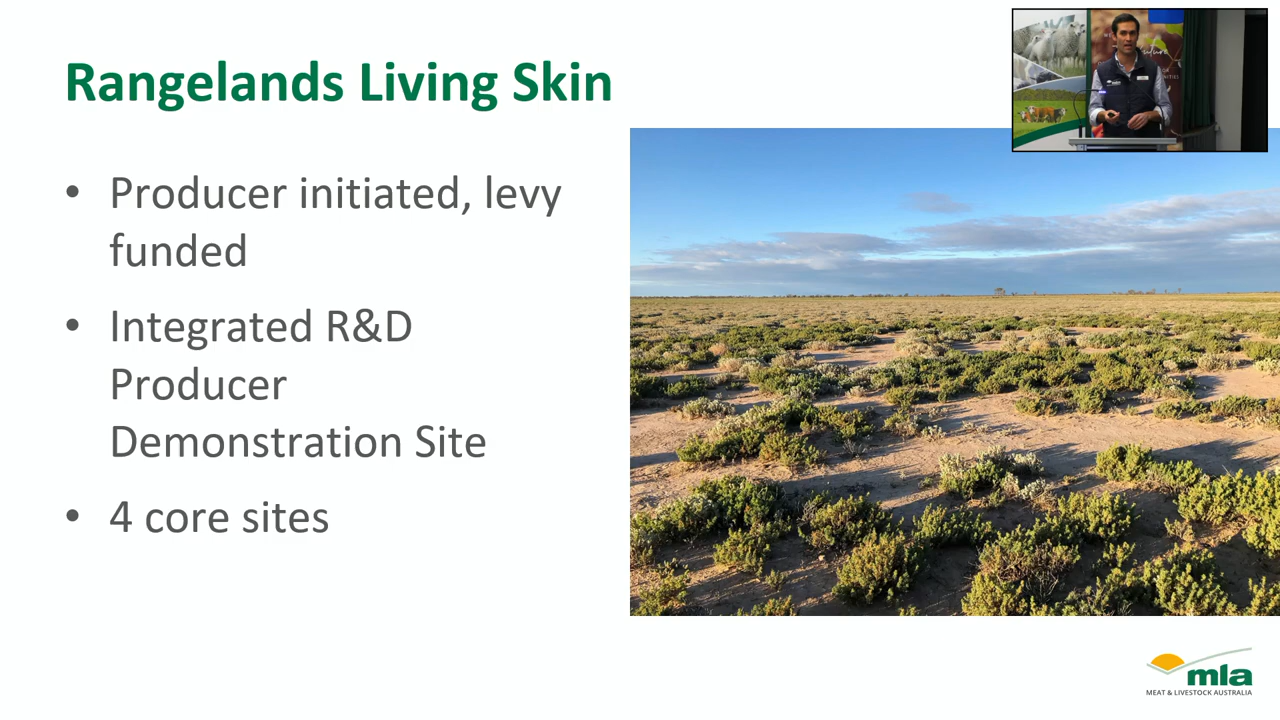 Rangelands Living Skin
• Producer initiated, levy
funded
• Integrated R&D
Producer
Demonstration Site
• 4 core sites
mla
MEAT & LIVESTOCK AUSTRALIA